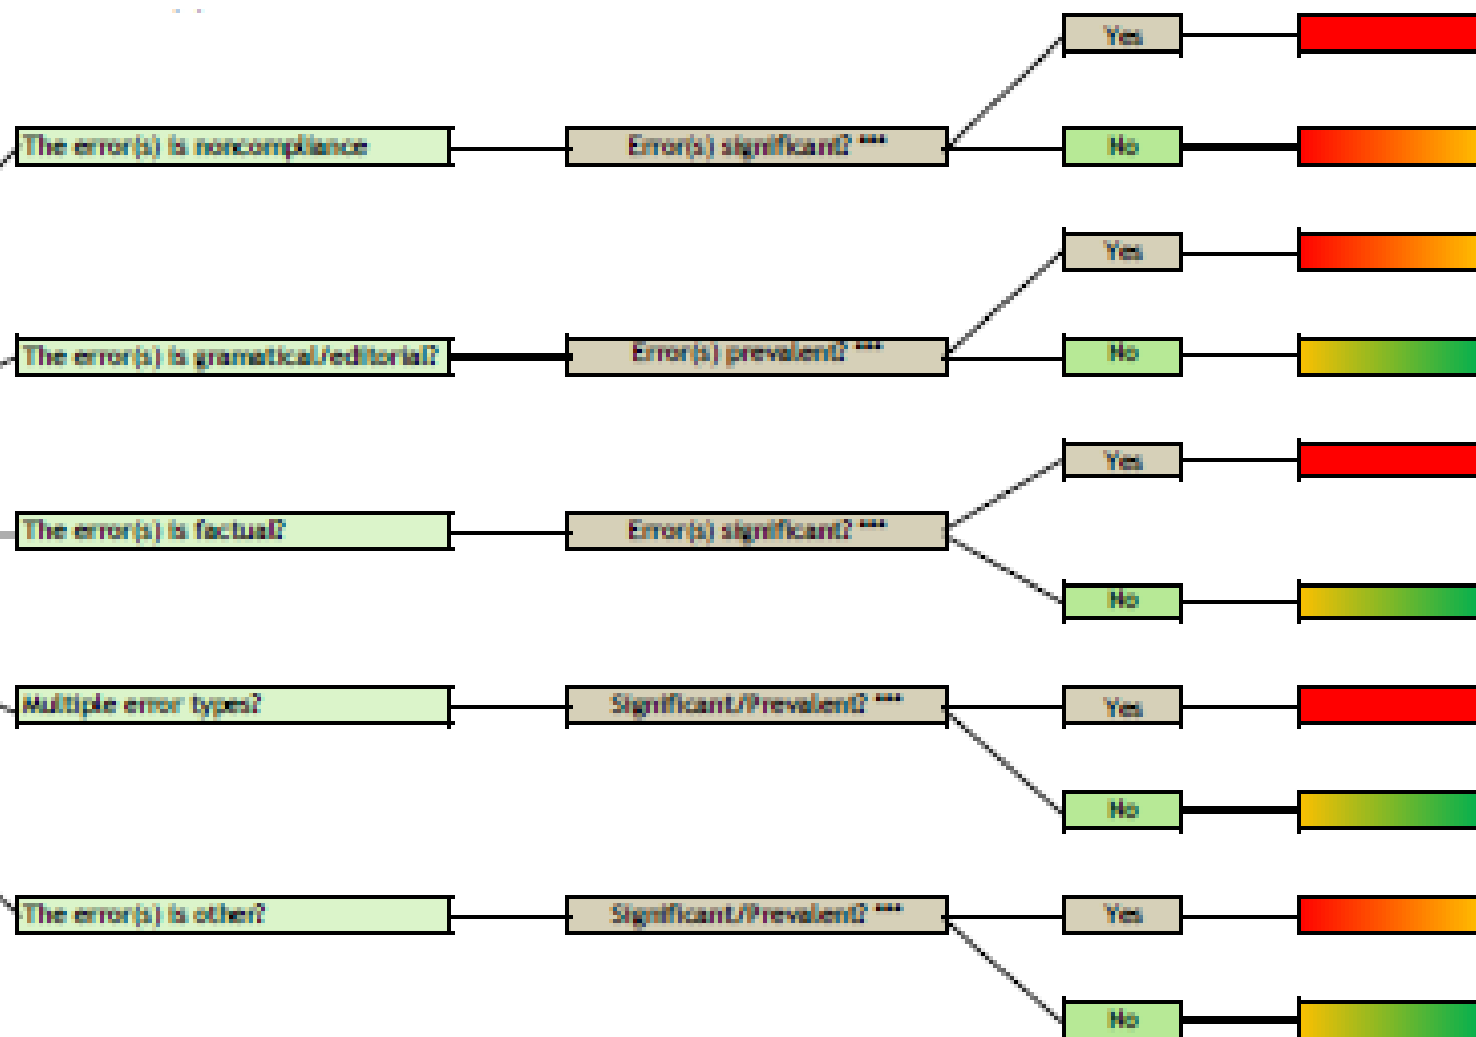 Yes
The error(s) is noncompliance
Error(s) significant? ***
No
Yes
The error(s) is gramatical/editorial?
Error(s) prevalent? ***
No
Yes
The error(s) is factual?
Error(s) significant? ***
No
Multiple error types?
Significant/Prevalent? ***
Yes
No
The error(s) is other?
Significant/Prevalent? ***
Yes
No